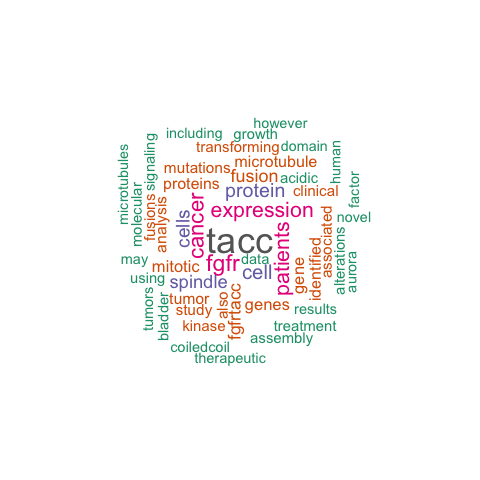 however
including
growth
transforming
domain
microtubules
signaling
mutations
microtubule
human
proteins
fusion
acidic
molecular
fusions
analysis
protein
clinical
factor
cells
cancer
expression
novel
tacc
patients
associated
may
mitotic
fgfr
data
cell
gene
identified
alterations
aurora
using
spindle
tumors
bladder
tumor
also
fgfrtacc
genes
results
study
kinase
treatment
assembly
coiledcoil
therapeutic